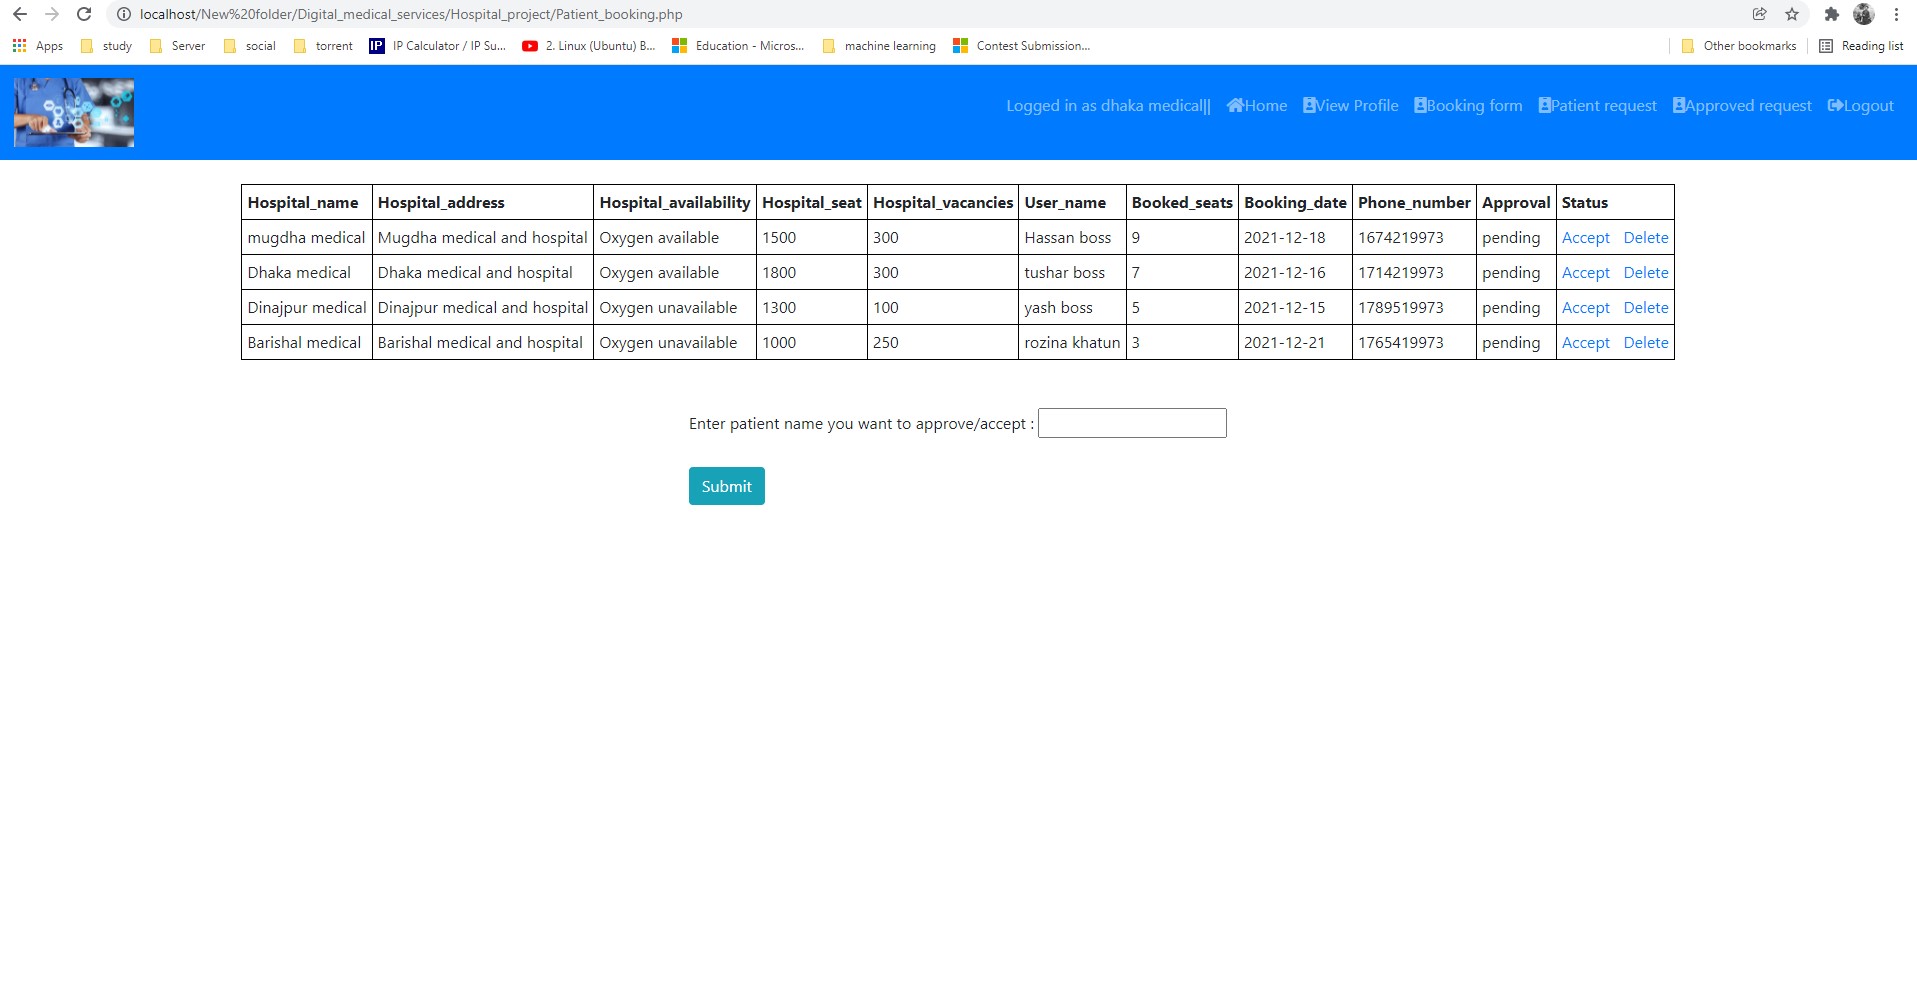 localhost/New%20folder/Digital_medical_services/Hospital_project/Patient_booking.php
Apps study Server social torrent IP IP Calculator / IP Su... 2. Linux (Ubuntu) B... Education - Micros... machine learning Contest Submission... Other bookmarks Reading list
Logged in as dhaka medical|| Home View Profile Booking form Patient request Approved request Logout
Hospital_name Hospital_address Hospital_availability Hospital_seat Hospital_vacancies User_name Booked_seats Booking_date Phone_number Approval Status
mugdha medical Mugdha medical and hospital Oxygen available 1500 300 Hassan boss 9 2021-12-18 1674219973 pending Accept Delete
Dhaka medical Dhaka medical and hospital Oxygen available 1800 300 tushar boss 7 2021-12-16 1714219973 pending Accept Delete
Dinajpur medical Dinajpur medical and hospital Oxygen unavailable 1300 100 yash boss 5 2021-12-15 1789519973 pending Accept Delete
Barishal medical Barishal medical and hospital Oxygen unavailable 1000 250 rozina khatun 3 2021-12-21 1765419973 pending Accept Delete
Enter patient name you want to approve/accept :
Submit